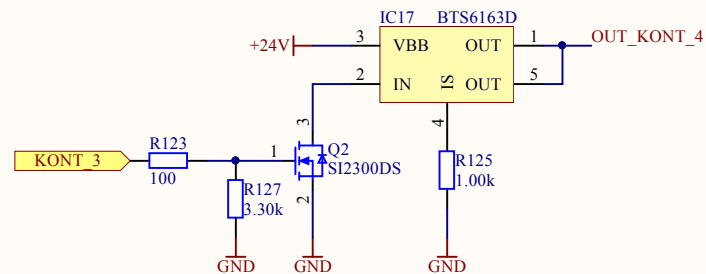 IC17 BTS6163D
+24V 3 VBB OUT 1 OUT_KONT_4
2 IN IS OUT 5
4
3
R123
KONT_3
100
1
Q2
SI2300DS
R125
1.00k
R127
3.30k
2
GND GND GND